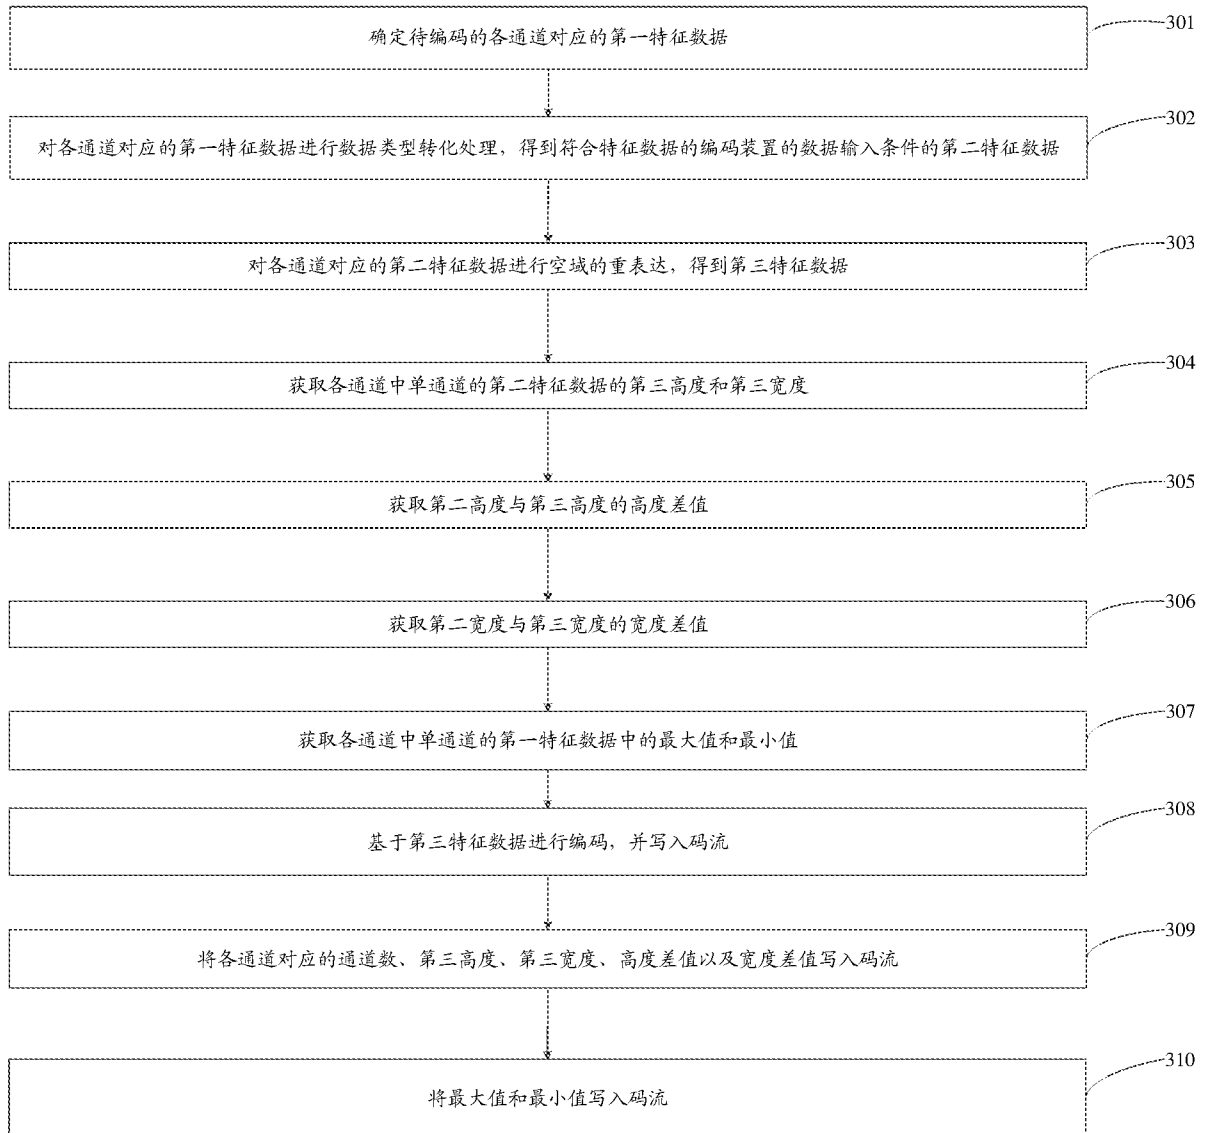 确定待编码的各通道对应的第一特征数据
301
对各通道对应的第一特征数据进行数据类型转化处理，得到符合特征数据的编码装置的数据输入条件的第二特征数据
302
对各通道对应的第二特征数据进行空域的重表达，得到第三特征数据
303
获取各通道中单通道的第二特征数据的第三高度和第三宽度
304
获取第二高度与第三高度的高度差值
305
获取第二宽度与第三宽度的宽度差值
306
获取各通道中单通道的第一特征数据中的最大值和最小值
307
基于第三特征数据进行编码，并写入码流
308
将各通道对应的通道数、第三高度、第三宽度、高度差值以及宽度差值写入码流
309
将最大值和最小值写入码流
310